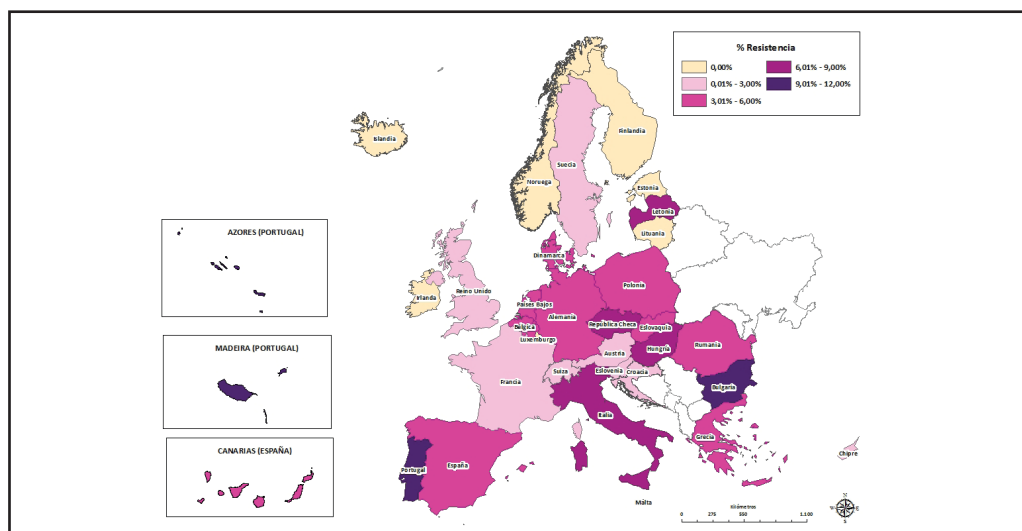 % Resistencia
0,00%
0,01% - 3,00%
3,01% - 6,00%
6,01% - 9,00%
9,01% - 12,00%
Islandia
Finlandia
Suecia
Noruega
Estonia
Letonia
Lituania
AZORES (PORTUGAL)
Dinamarca
Irlanda
Reino Unido
Polonia
Países Bajos
Alemania
Bélgica
República Checa
Eslovaquia
Luxemburgo
MADEIRA (PORTUGAL)
Hungría
Rumania
Austria
Suiza
Eslovenia
Croacia
Francia
Bulgaria
Italia
Grecia
CANARIAS (ESPAÑA)
Chipre
Portugal
España
Malta
Kilómetros
0 275 550 1.100
N
W E
S